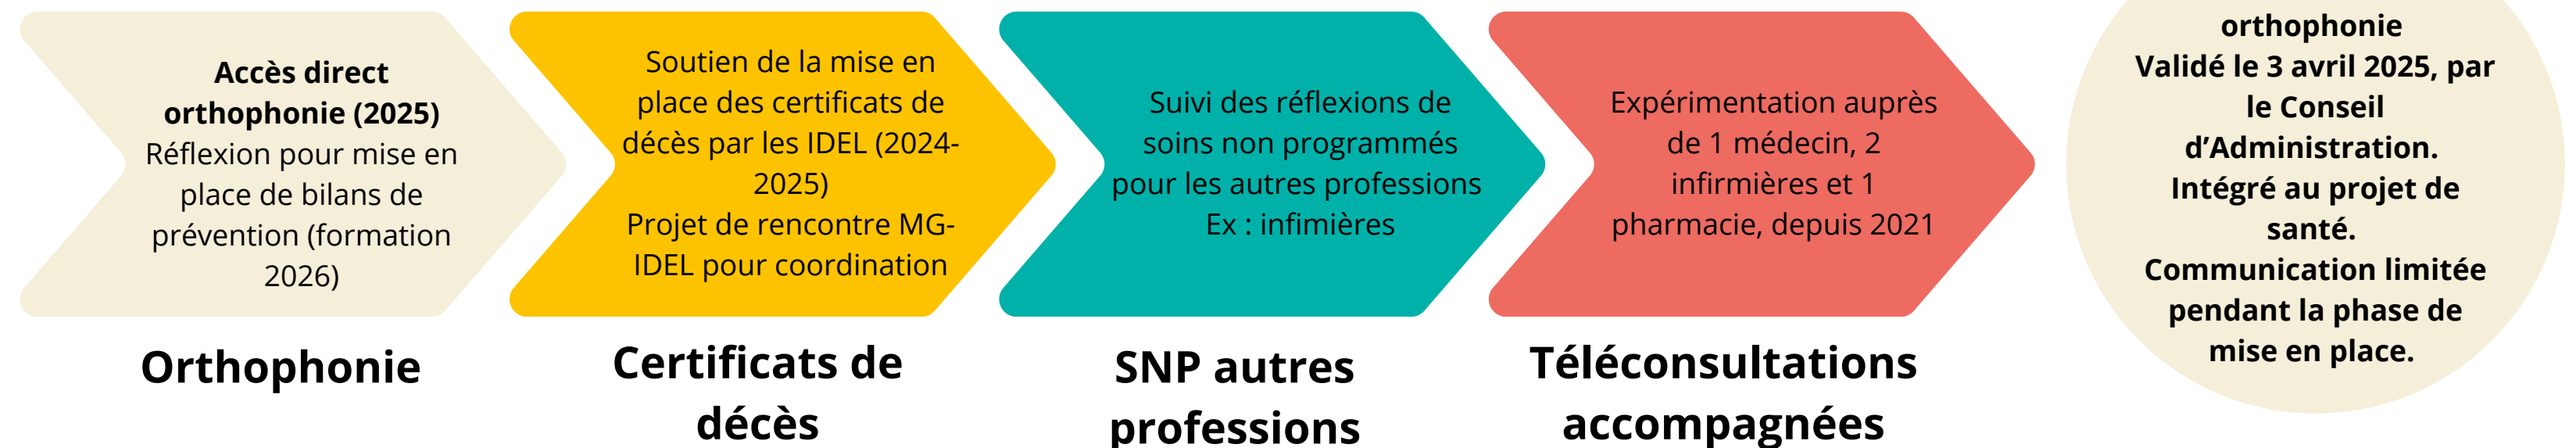 Accès direct
orthophonie (2025)
Réflexion pour mise en
place de bilans de
prévention (formation
2026)
Orthophonie
Soutien de la mise en
place des certificats de
décès par les IDEL (2024-
2025)
Projet de rencontre MG-
IDEL pour coordination
Certificats de
décès
Suivi des réflexions de
soins non programmés
pour les autres professions
Ex : infimières
SNP autres
professions
Expérimentation auprès
de 1 médecin, 2
infirmières et 1
pharmacie, depuis 2021
Téléconsultations
accompagnées
orthophonie
Validé le 3 avril 2025, par
le Conseil
d’Administration.
Intégré au projet de
santé.
Communication limitée
pendant la phase de
mise en place.